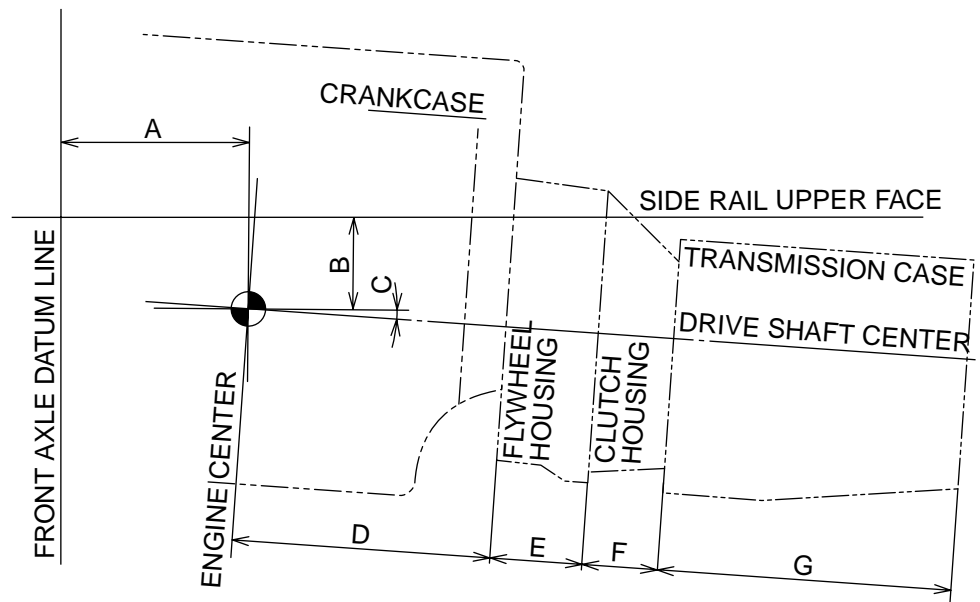 CRANKCASE
A
SIDE RAIL UPPER FACE
B
C
TRANSMISSION CASE
DRIVE SHAFT CENTER
FRONT AXLE DATUM LINE
ENGINE CENTER
FLYWHEEL
HOUSING
CLUTCH
HOUSING
D
E
F
G